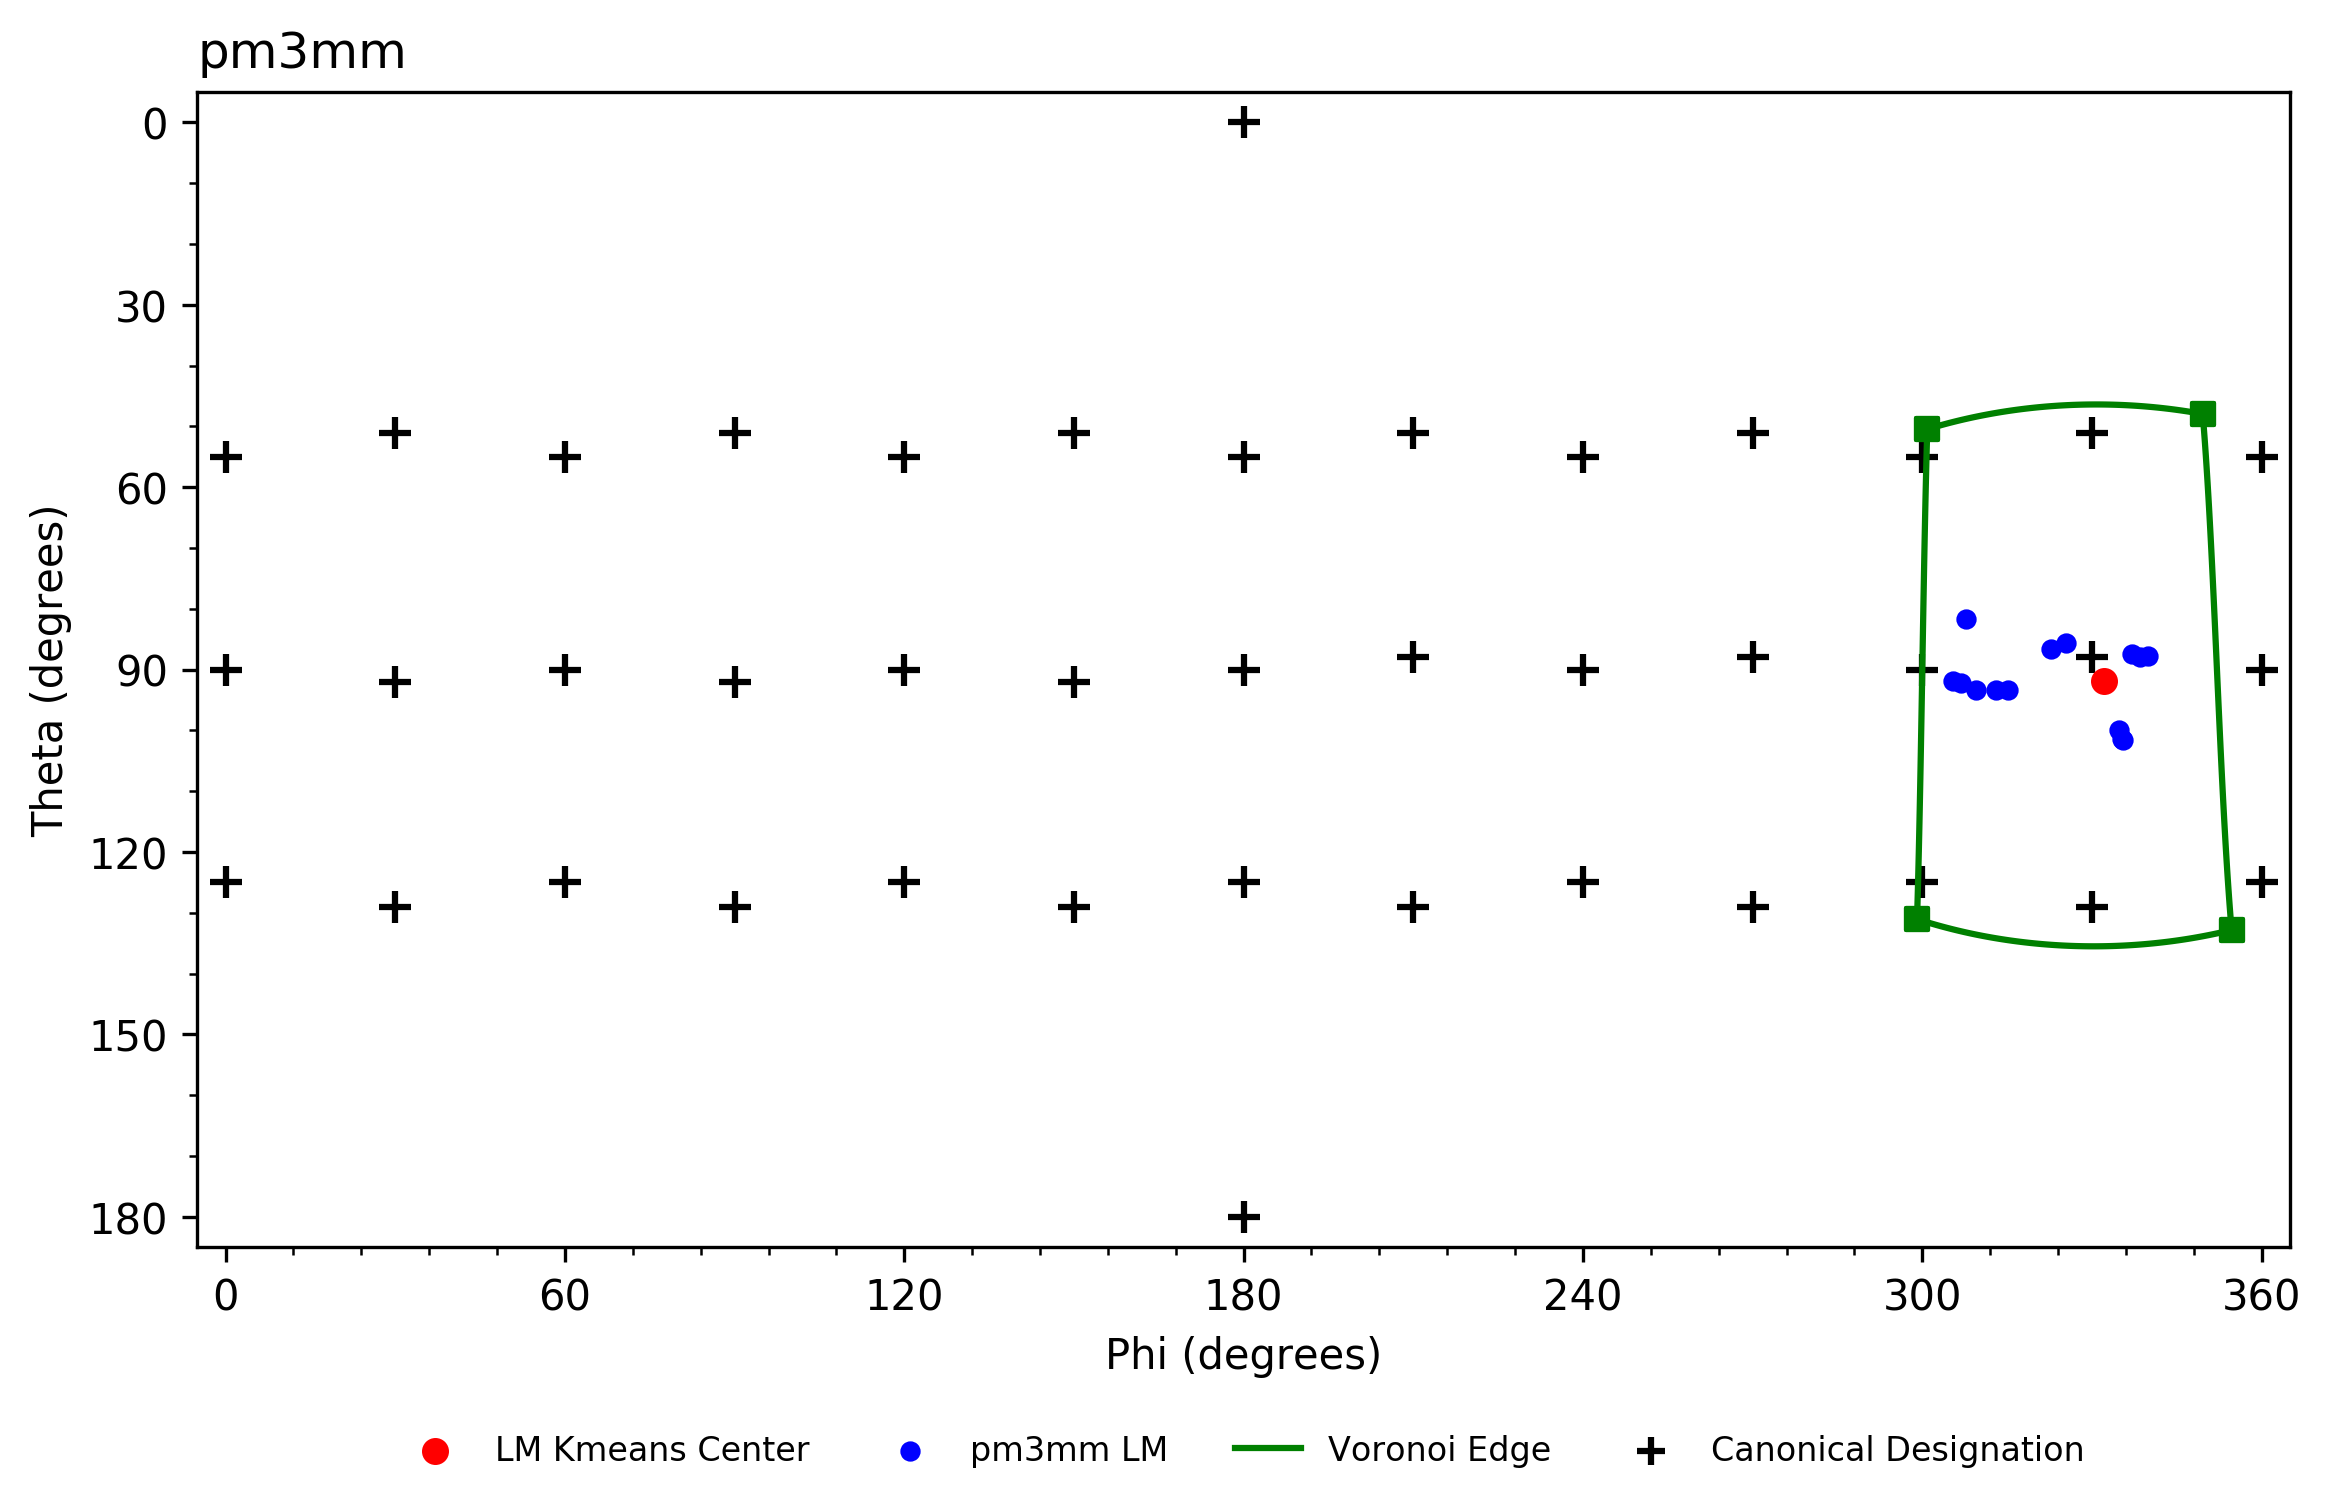 pm3mm
0
30
60
90
120
150
180
Theta (degrees)
0 60 120 180 240 300 360
Phi (degrees)
LM Kmeans Center pm3mm LM Voronoi Edge Canonical Designation